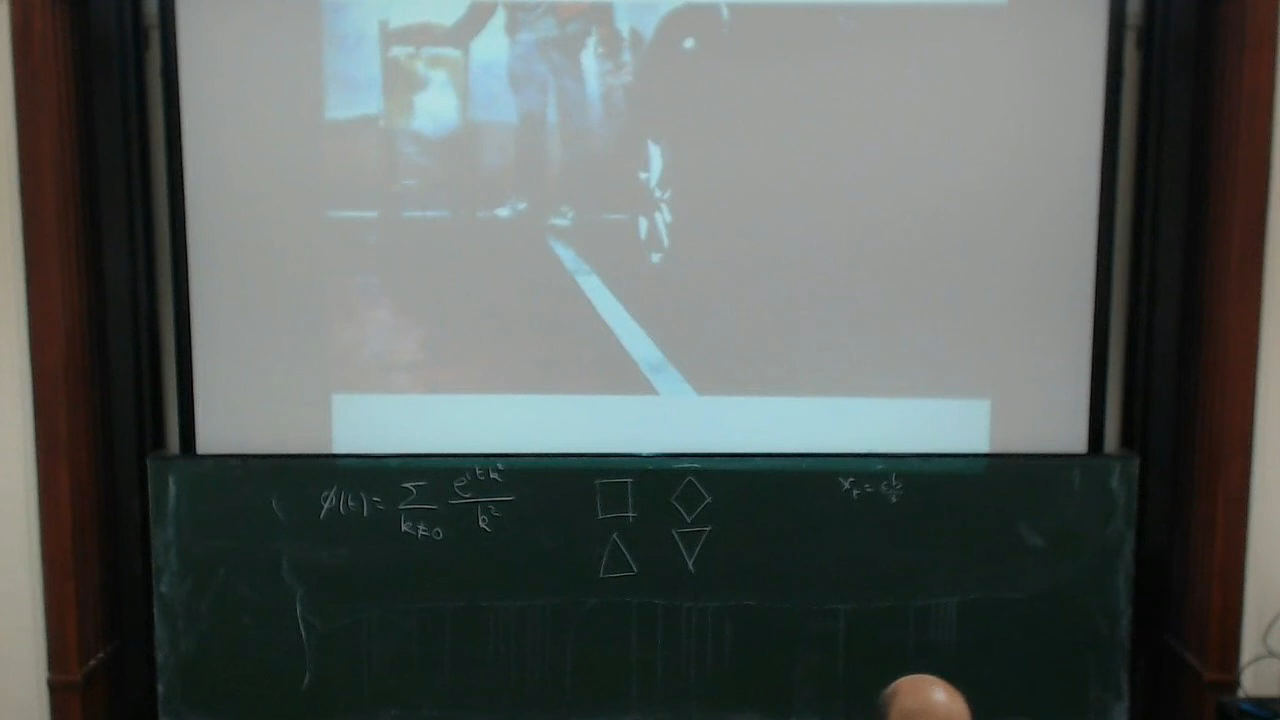 φ(t) = Σ_{k≠0} e^{itk²} / k²